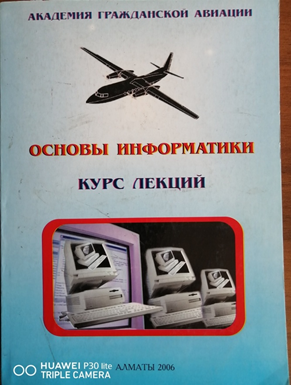 АКАДЕМИЯ ГРАЖДАНСКОЙ АВИАЦИИ
ОСНОВЫ ИНФОРМАТИКИ
КУРС ЛЕКЦИЙ
АЛМАТЫ 2006
HUAWEI P30 lite
TRIPLE CAMERA